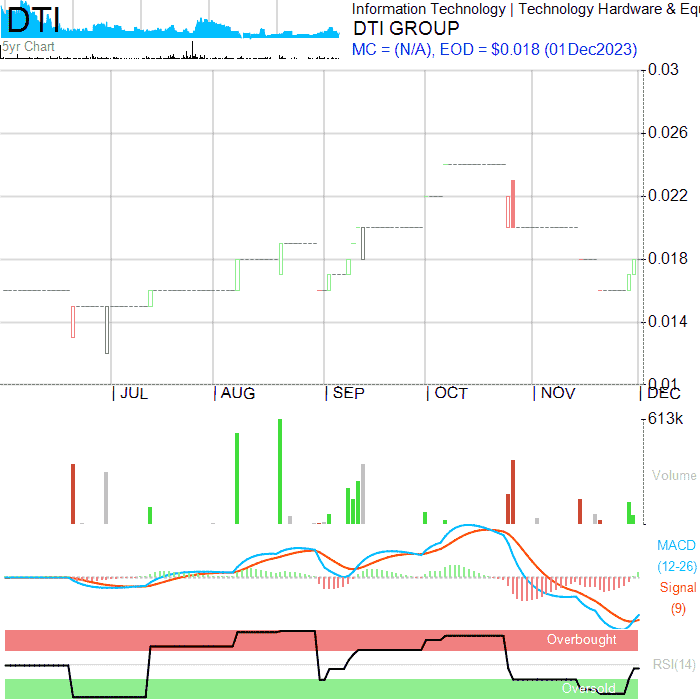 DTI
Information Technology | Technology Hardware & Eq
DTI GROUP
5yr Chart
MC = (N/A), EOD = $0.018 (01Dec2023)
0.03
0.026
0.022
0.018
0.014
0.01
| JUL | AUG | SEP | OCT | NOV | DEC
613k
Volume
MACD
(12-26)
Signal
(9)
Overbought
RSI(14)
Oversold